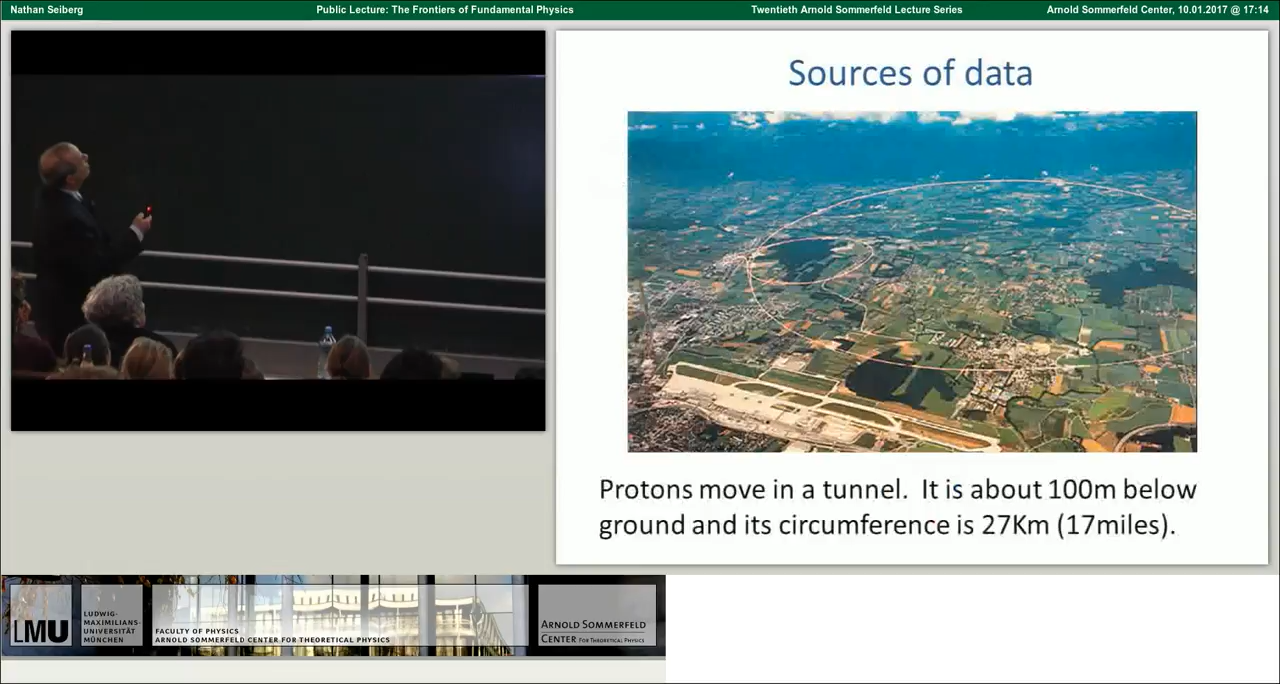 Nathan Seiberg
Public Lecture: The Frontiers of Fundamental Physics
Twentieth Arnold Sommerfeld Lecture Series
Arnold Sommerfeld Center, 10.01.2017 @ 17:14
Sources of data
Protons move in a tunnel. It is about 100m below
ground and its circumference is 27Km (17miles).
LMU
LUDWIG-
MAXIMILIANS-
UNIVERSITÄT
MÜNCHEN
FACULTY OF PHYSICS
ARNOLD SOMMERFELD CENTER FOR THEORETICAL PHYSICS
ARNOLD SOMMERFELD
CENTER FOR THEORETICAL PHYSICS